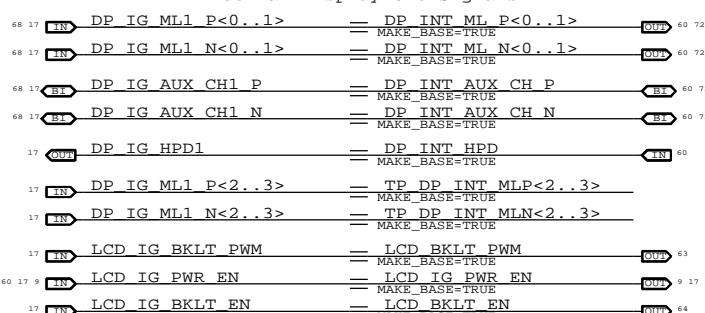 68 17 IN DP_IG_ML1_P<0..1> = DP_INT_ML_P<0..1> OUT 60 72
MAKE_BASE=TRUE
68 17 IN DP_IG_ML1_N<0..1> = DP_INT_ML_N<0..1> OUT 60 72
MAKE_BASE=TRUE
68 17 BI DP_IG_AUX_CH1_P = DP_INT_AUX_CH_P BI 60 7
MAKE_BASE=TRUE
68 17 BI DP_IG_AUX_CH1_N = DP_INT_AUX_CH_N BI 60 7
MAKE_BASE=TRUE
17 OUT DP_IG_HPD1 = DP_INT_HPD IN 60
MAKE_BASE=TRUE
17 IN DP_IG_ML1_P<2..3> = TP_DP_INT_MLP<2..3>
MAKE_BASE=TRUE
17 IN DP_IG_ML1_N<2..3> = TP_DP_INT_MLN<2..3>
MAKE_BASE=TRUE
17 IN LCD_IG_BKLT_PWM = LCD_BKLT_PWM OUT 63
MAKE_BASE=TRUE
60 17 9 IN LCD_IG_PWR_EN = LCD_IG_PWR_EN OUT 9 17
MAKE_BASE=TRUE
17 IN LCD_IG_BKLT_EN = LCD_BKLT_EN OUT 64